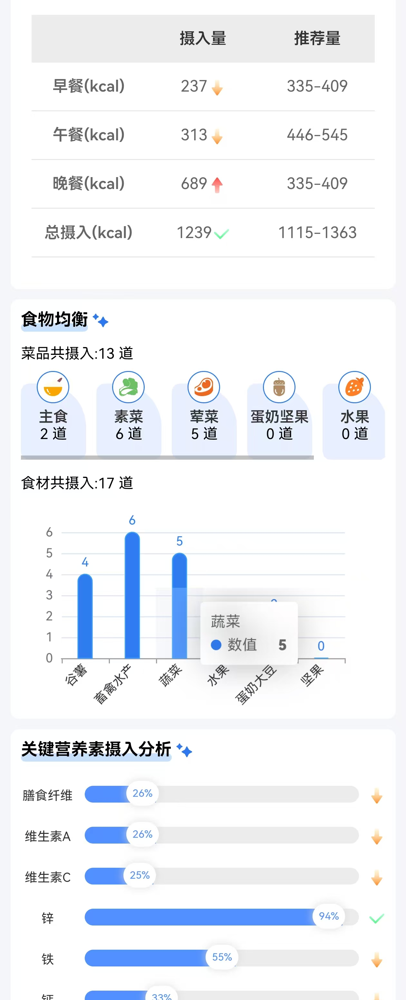 摄入量 推荐量
早餐(kcal) 237 335-409
午餐(kcal) 313 446-545
晚餐(kcal) 689 335-409
总摄入(kcal) 1239 1115-1363
食物均衡
菜品共摄入:13 道
主食 素菜 荤菜 蛋奶坚果 水果
2 道 6 道 5 道 0 道 0 道
食材共摄入:17 道
6
6
5
5
4
4
3
2
蔬菜
1
数值 5
0
0
谷薯 畜禽水产 蔬菜 水果 蛋奶大豆 坚果
关键营养素摄入分析
膳食纤维 26%
维生素A 26%
维生素C 25%
锌 94%
铁 55%
33%